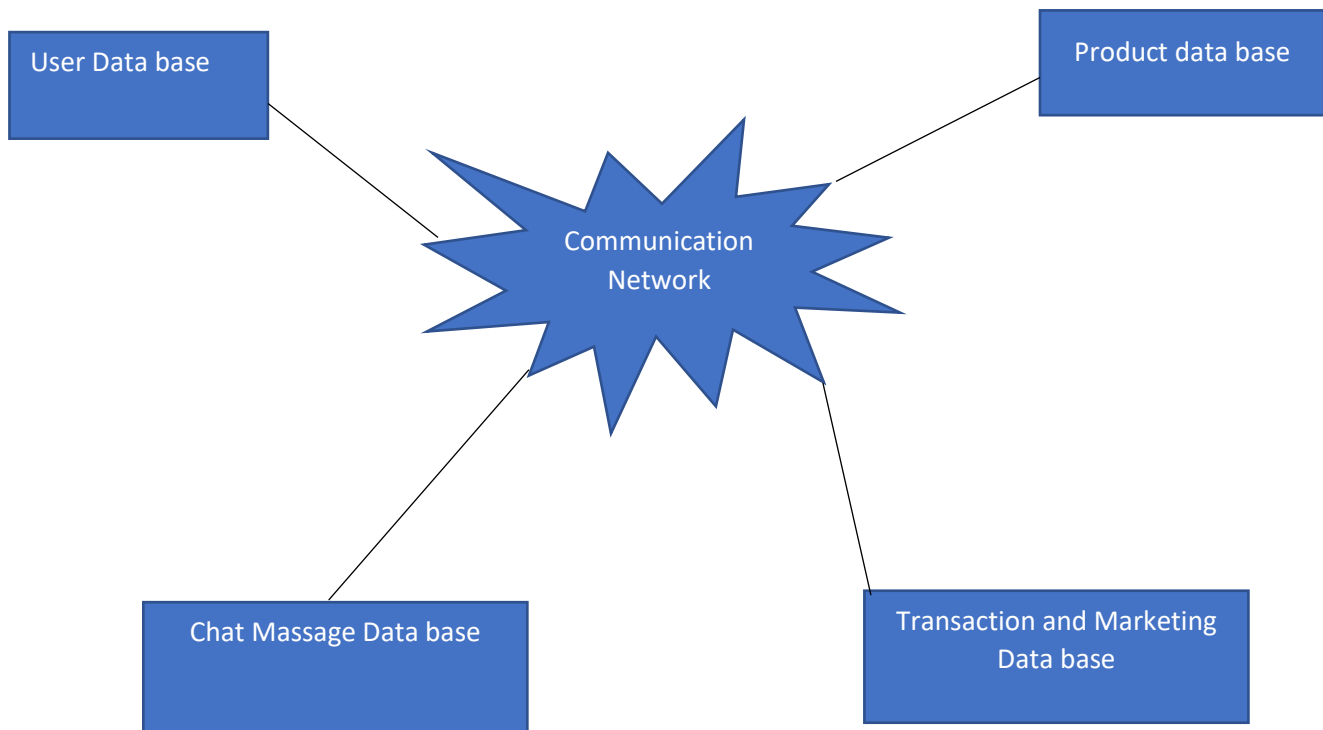 User Data base
Product data base
Communication
Network
Chat Massage Data base
Transaction and Marketing
Data base